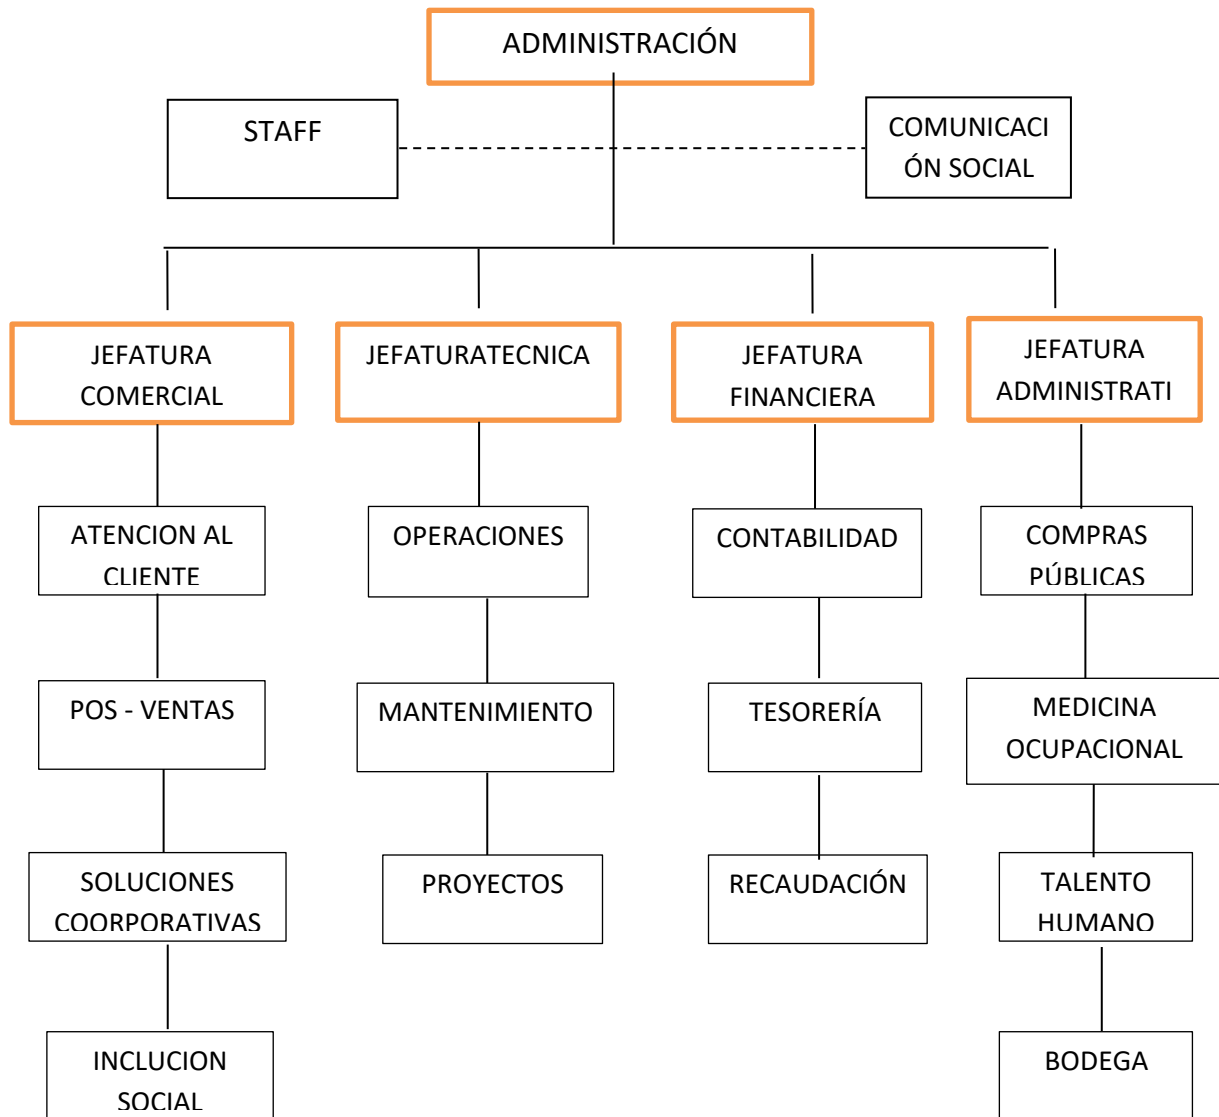 ADMINISTRACIÓN
STAFF
COMUNICACI
ÓN SOCIAL
JEFATURA
COMERCIAL
JEFATURATECNICA
JEFATURA
FINANCIERA
JEFATURA
ADMINISTRATI
ATENCION AL
CLIENTE
OPERACIONES
CONTABILIDAD
COMPRAS
PÚBLICAS
POS - VENTAS
MANTENIMIENTO
TESORERÍA
MEDICINA
OCUPACIONAL
SOLUCIONES
COORPORATIVAS
PROYECTOS
RECAUDACIÓN
TALENTO
HUMANO
INCLUCION
SOCIAL
BODEGA